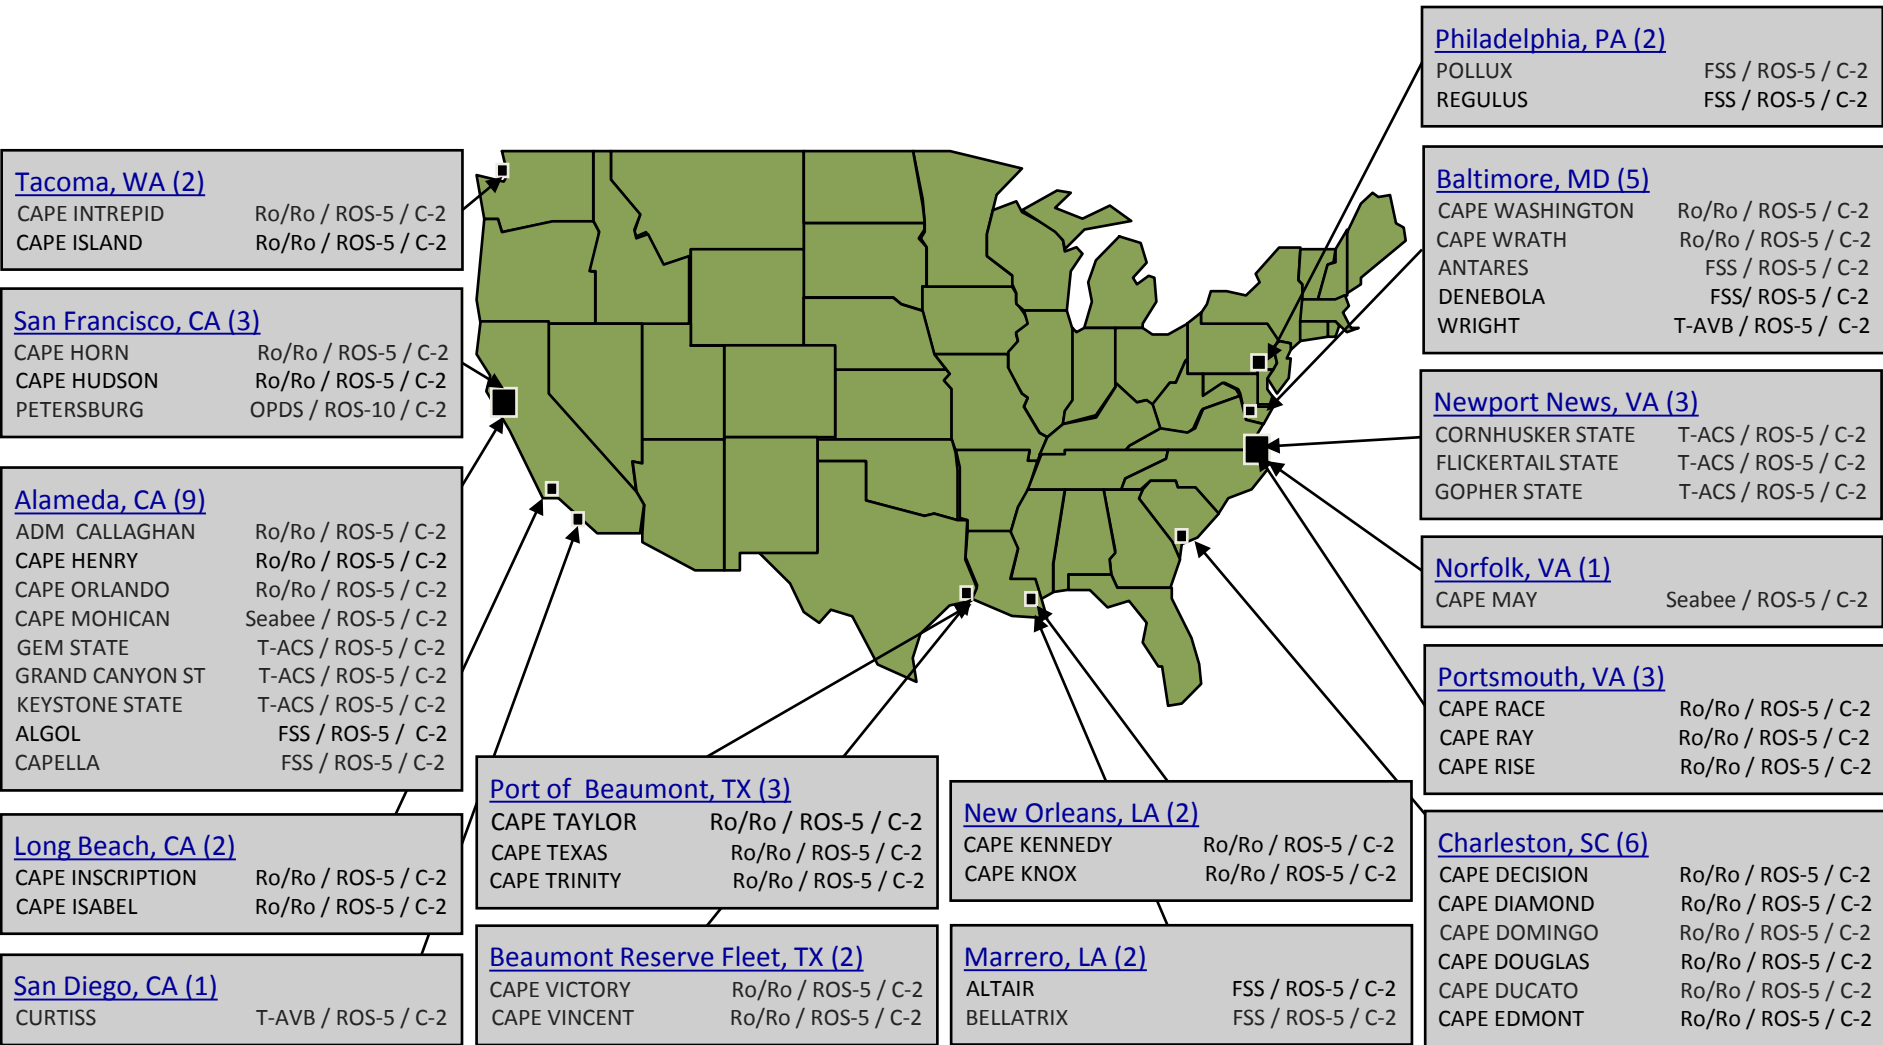 Philadelphia, PA (2)
POLLUX FSS / ROS-5 / C-2
REGULUS FSS / ROS-5 / C-2
Tacoma, WA (2)
CAPE INTREPID Ro/Ro / ROS-5 / C-2
CAPE ISLAND Ro/Ro / ROS-5 / C-2
Baltimore, MD (5)
CAPE WASHINGTON Ro/Ro / ROS-5 / C-2
CAPE WRATH Ro/Ro / ROS-5 / C-2
ANTARES FSS / ROS-5 / C-2
DENEBOLA FSS/ ROS-5 / C-2
WRIGHT T-AVB / ROS-5 / C-2
San Francisco, CA (3)
CAPE HORN Ro/Ro / ROS-5 / C-2
CAPE HUDSON Ro/Ro / ROS-5 / C-2
PETERSBURG OPDS / ROS-10 / C-2
Newport News, VA (3)
CORNHUSKER STATE T-ACS / ROS-5 / C-2
FLICKERTAIL STATE T-ACS / ROS-5 / C-2
GOPHER STATE T-ACS / ROS-5 / C-2
Alameda, CA (9)
ADM CALLAGHAN Ro/Ro / ROS-5 / C-2
CAPE HENRY Ro/Ro / ROS-5 / C-2
CAPE ORLANDO Ro/Ro / ROS-5 / C-2
CAPE MOHICAN Seabee / ROS-5 / C-2
GEM STATE T-ACS / ROS-5 / C-2
GRAND CANYON ST T-ACS / ROS-5 / C-2
KEYSTONE STATE T-ACS / ROS-5 / C-2
ALGOL FSS / ROS-5 / C-2
CAPELLA FSS / ROS-5 / C-2
Norfolk, VA (1)
CAPE MAY Seabee / ROS-5 / C-2
Portsmouth, VA (3)
CAPE RACE Ro/Ro / ROS-5 / C-2
CAPE RAY Ro/Ro / ROS-5 / C-2
CAPE RISE Ro/Ro / ROS-5 / C-2
Port of Beaumont, TX (3)
CAPE TAYLOR Ro/Ro / ROS-5 / C-2
CAPE TEXAS Ro/Ro / ROS-5 / C-2
CAPE TRINITY Ro/Ro / ROS-5 / C-2
New Orleans, LA (2)
CAPE KENNEDY Ro/Ro / ROS-5 / C-2
CAPE KNOX Ro/Ro / ROS-5 / C-2
Long Beach, CA (2)
CAPE INSCRIPTION Ro/Ro / ROS-5 / C-2
CAPE ISABEL Ro/Ro / ROS-5 / C-2
Charleston, SC (6)
CAPE DECISION Ro/Ro / ROS-5 / C-2
CAPE DIAMOND Ro/Ro / ROS-5 / C-2
CAPE DOMINGO Ro/Ro / ROS-5 / C-2
CAPE DOUGLAS Ro/Ro / ROS-5 / C-2
CAPE DUCATO Ro/Ro / ROS-5 / C-2
CAPE EDMONT Ro/Ro / ROS-5 / C-2
San Diego, CA (1)
CURTISS T-AVB / ROS-5 / C-2
Beaumont Reserve Fleet, TX (2)
CAPE VICTORY Ro/Ro / ROS-5 / C-2
CAPE VINCENT Ro/Ro / ROS-5 / C-2
Marrero, LA (2)
ALTAIR FSS / ROS-5 / C-2
BELLATRIX FSS / ROS-5 / C-2